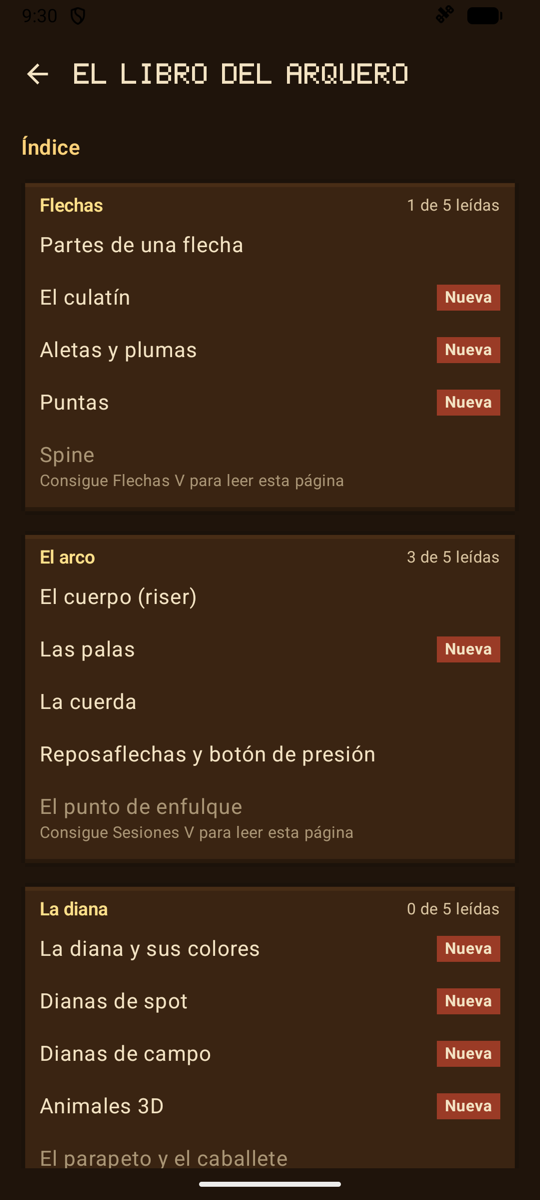 9:30
EL LIBRO DEL ARQUERO
Índice
Flechas 1 de 5 leídas
Partes de una flecha
El culatín Nueva
Aletas y plumas Nueva
Puntas Nueva
Spine
Consigue Flechas V para leer esta página
El arco 3 de 5 leídas
El cuerpo (riser)
Las palas Nueva
La cuerda
Reposaflechas y botón de presión
El punto de enfulque
Consigue Sesiones V para leer esta página
La diana 0 de 5 leídas
La diana y sus colores Nueva
Dianas de spot Nueva
Dianas de campo Nueva
Animales 3D Nueva
El parapeto y el caballete